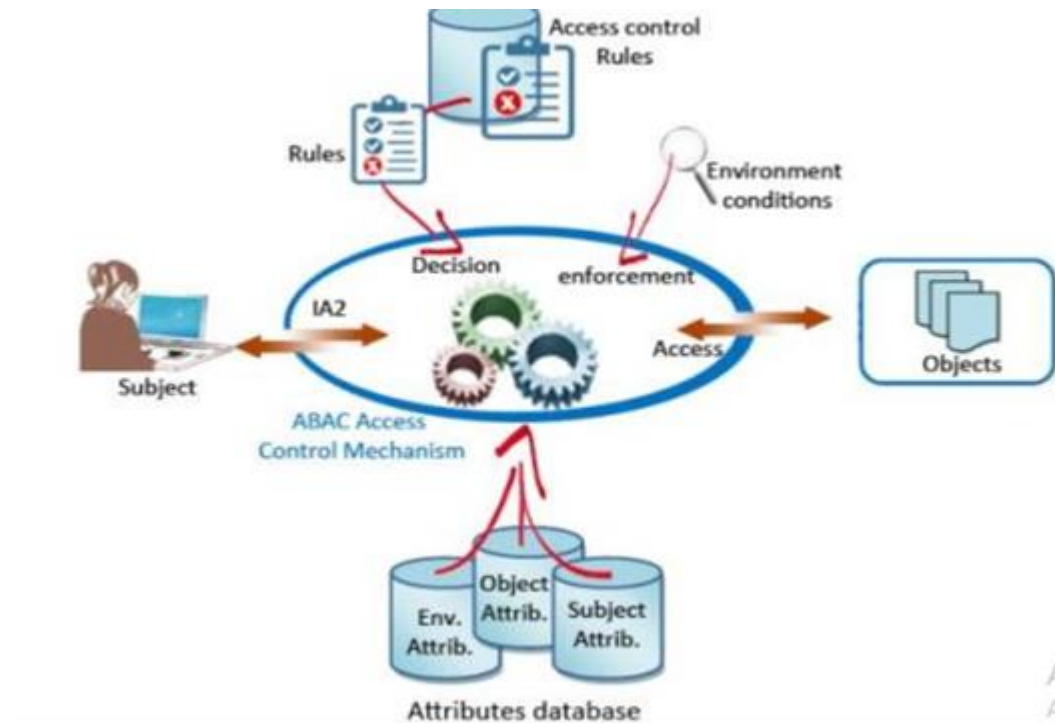 Access control
Rules
Rules
Environment
conditions
Decision
enforcement
IA2
Access
Subject
Objects
ABAC Access
Control Mechanism
Env.
Attrib.
Object
Attrib.
Subject
Attrib.
Attributes database